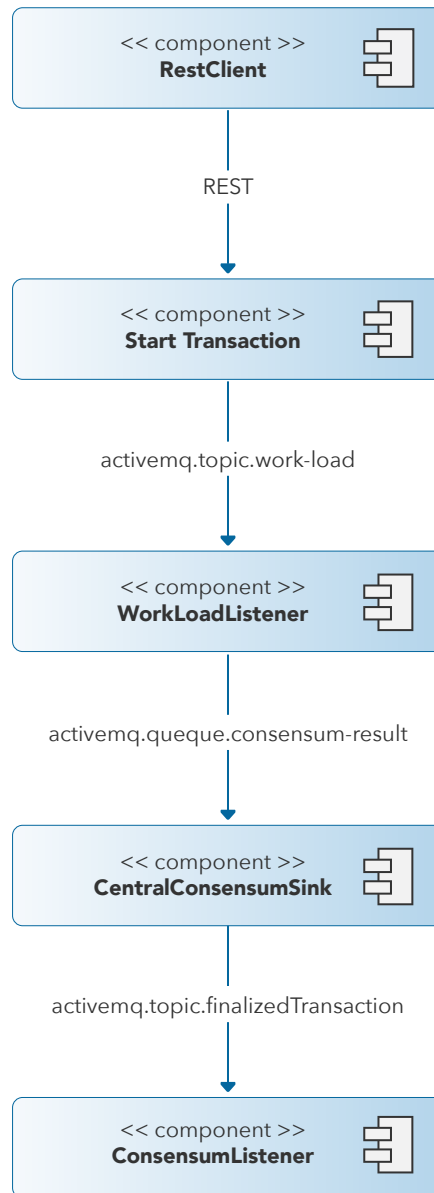 << component >>
RestClient
REST
<< component >>
Start Transaction
activemq.topic.work-load
<< component >>
WorkLoadListener
activemq.queque.consensum-result
<< component >>
CentralConsensumSink
activemq.topic.finalizedTransaction
<< component >>
ConsensumListener